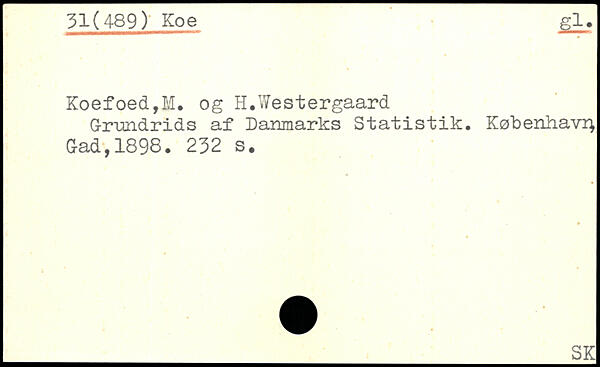 31(489) Koe gl.
Koefoed,M. og H.Westergaard
Grundrids af Danmarks Statistik. København,
Gad,1898. 232 s.
SK